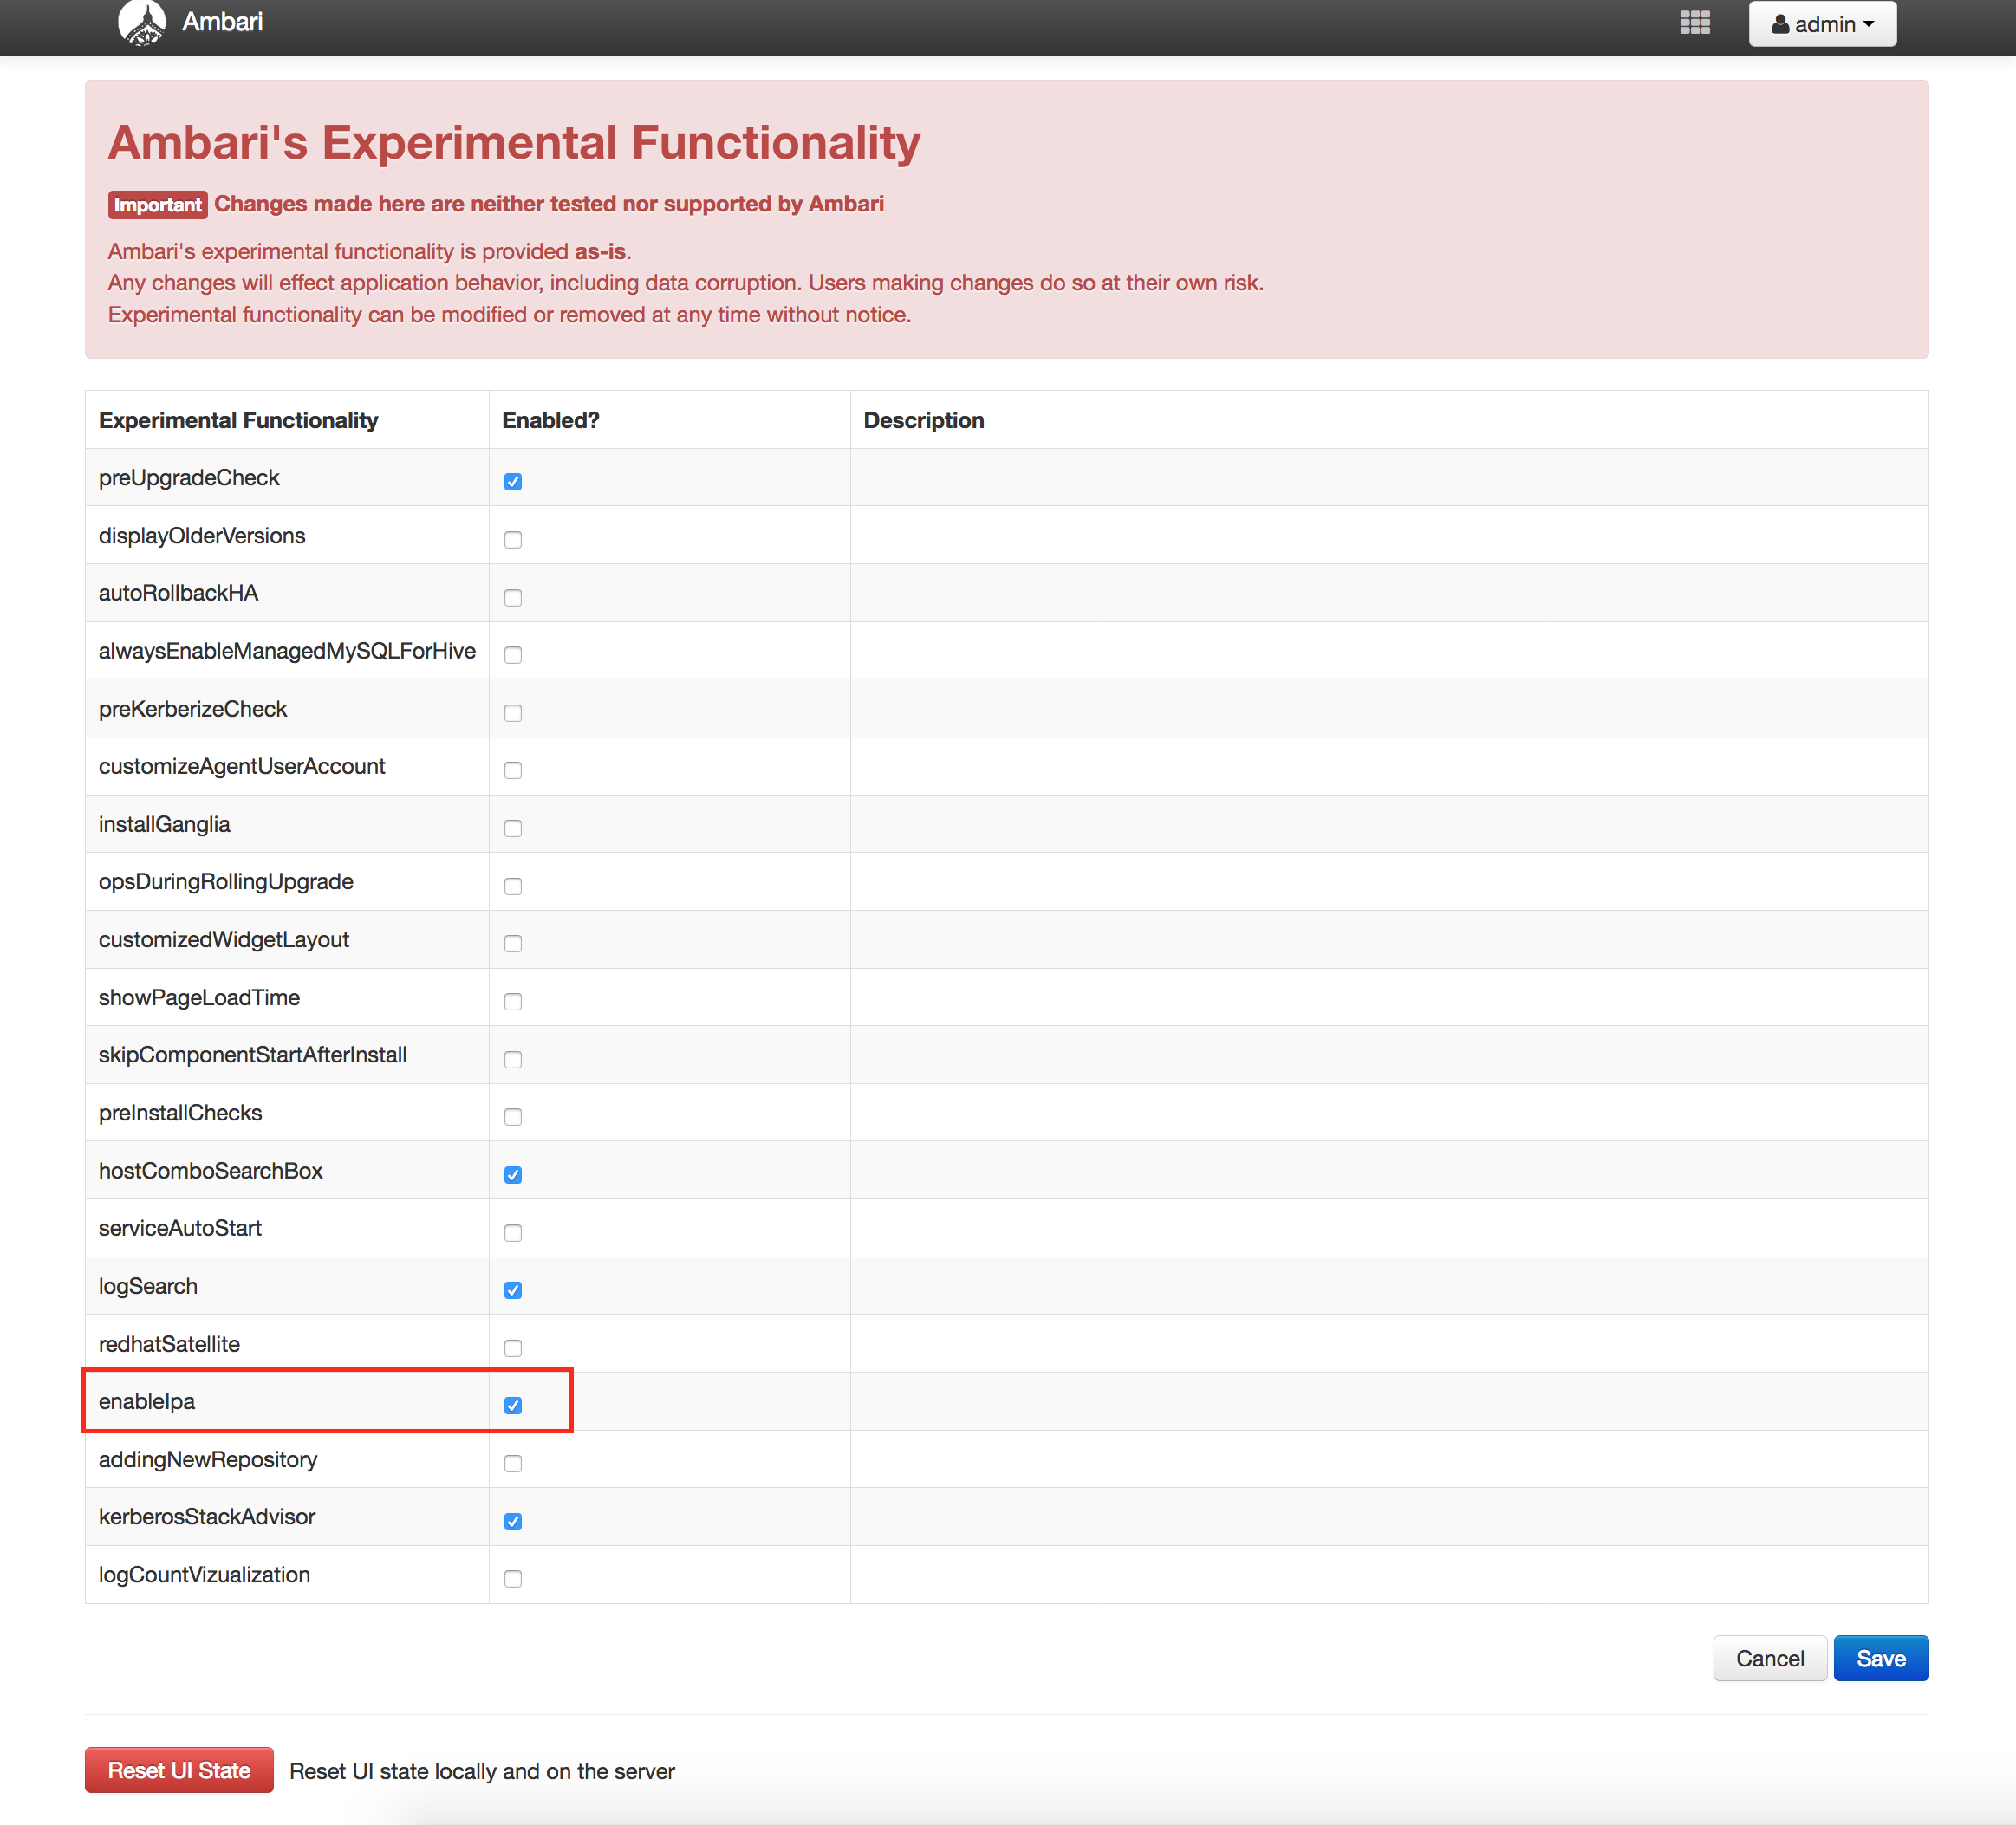 Ambari
admin
Ambari's Experimental Functionality
Important Changes made here are neither tested nor supported by Ambari
Ambari's experimental functionality is provided as-is.
Any changes will effect application behavior, including data corruption. Users making changes do so at their own risk.
Experimental functionality can be modified or removed at any time without notice.
Experimental Functionality Enabled? Description
preUpgradeCheck
displayOlderVersions
autoRollbackHA
alwaysEnableManagedMySQLForHive
preKerberizeCheck
customizeAgentUserAccount
installGanglia
opsDuringRollingUpgrade
customizedWidgetLayout
showPageLoadTime
skipComponentStartAfterInstall
preInstallChecks
hostComboSearchBox
serviceAutoStart
logSearch
redhatSatellite
enableIpa
addingNewRepository
kerberosStackAdvisor
logCountVizualization
Cancel Save
Reset UI State Reset UI state locally and on the server